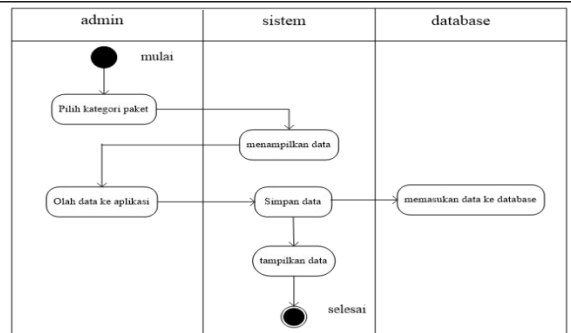 admin
sistem
database
mulai
Pilih kategori paket
menampilkan data
Olah data ke aplikasi
Simpan data
memasukan data ke database
tampilkan data
selesai